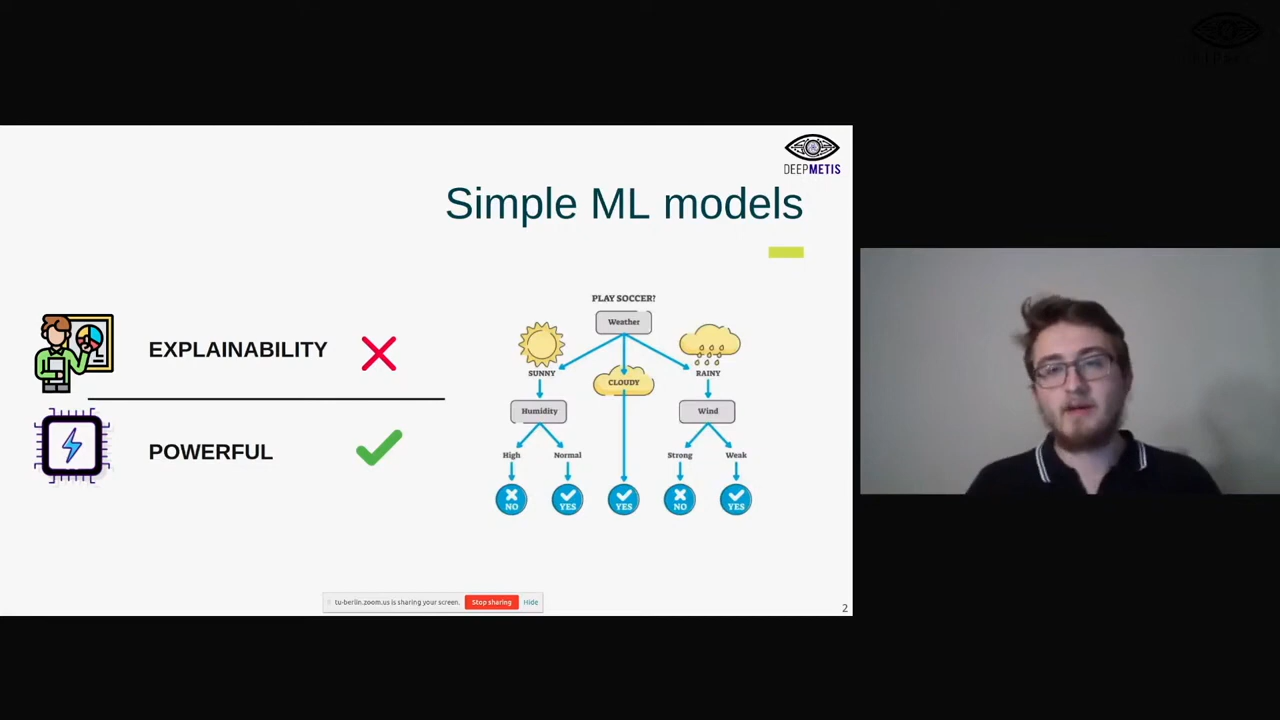 DEEPMETIS
Simple ML models
EXPLAINABILITY
POWERFUL
PLAY SOCCER?
Weather
SUNNY
CLOUDY
RAINY
Humidity
Wind
High
Normal
Strong
Weak
NO
YES
YES
NO
YES
tu-berlin.zoom.us is sharing your screen.
Stop sharing
Hide
2